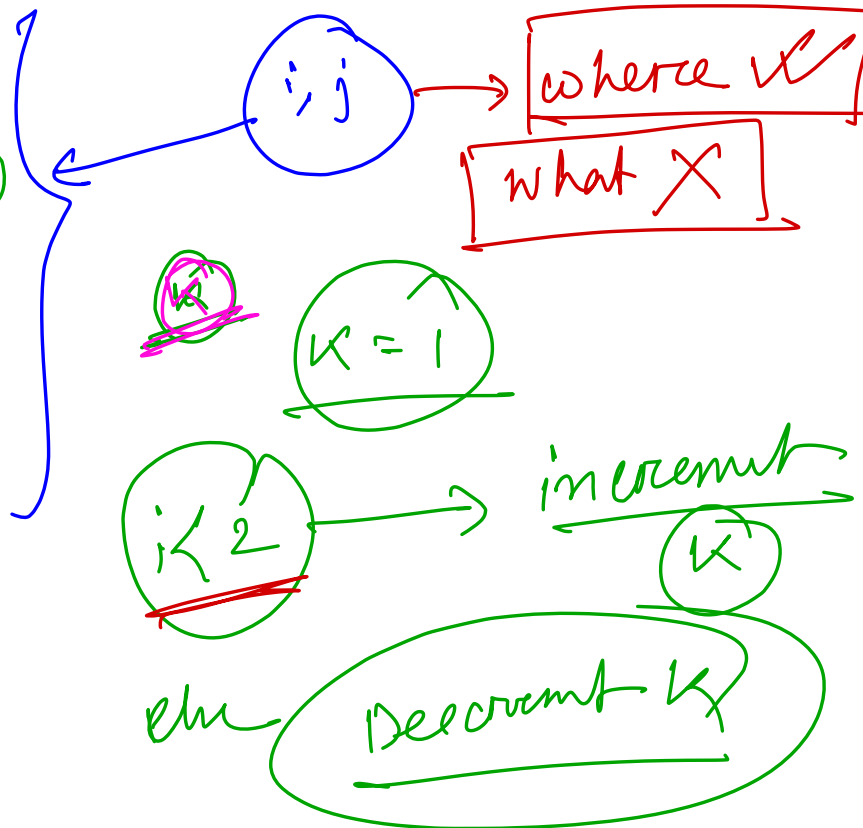 i, j → where ✓
what X
K
K = 1
i < 2 → increment
K
else Decrement K